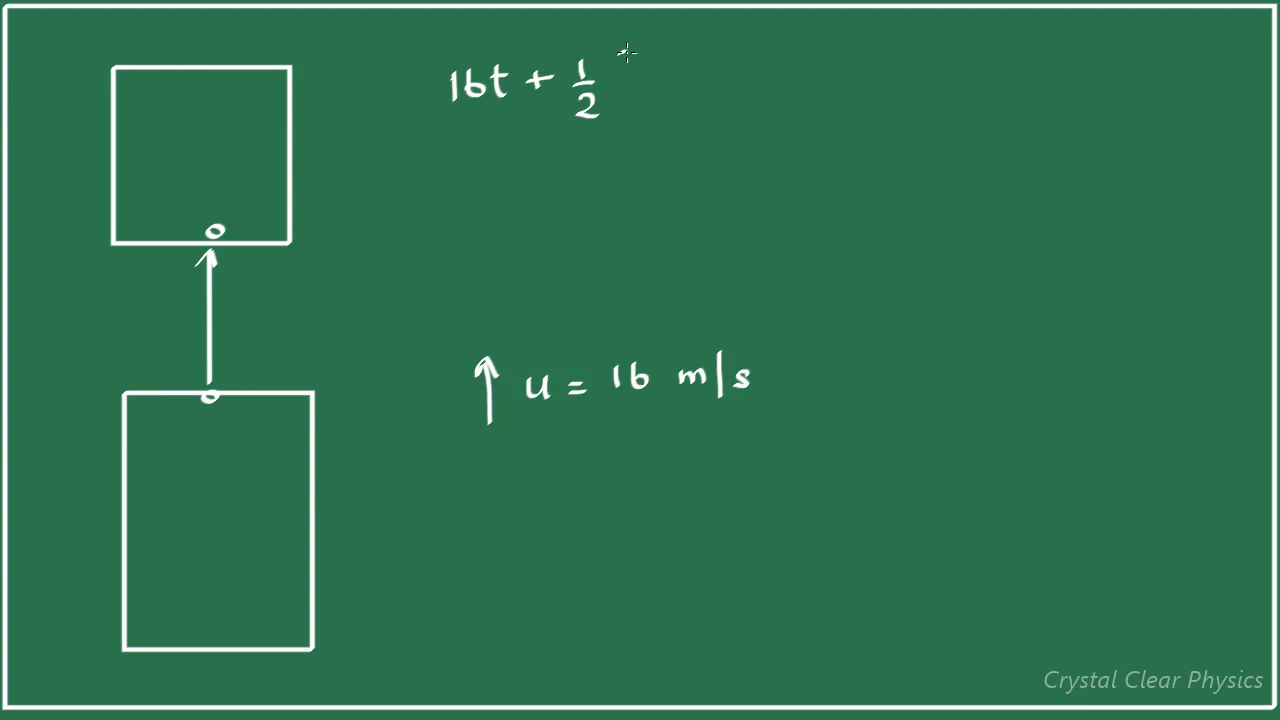 16t + 1/2
u = 16 m/s
Crystal Clear Physics